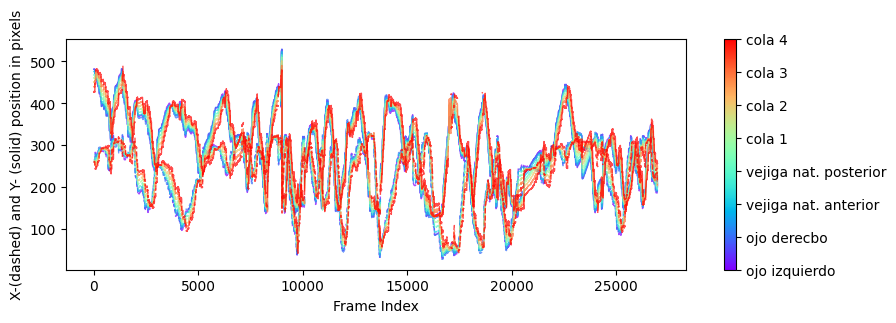 X-(dashed) and Y- (solid) position in pixels
500
400
300
200
100
0
5000
10000
15000
20000
25000
Frame Index
cola 4
cola 3
cola 2
cola 1
vejiga nat. posterior
vejiga nat. anterior
ojo derecbo
ojo izquierdo